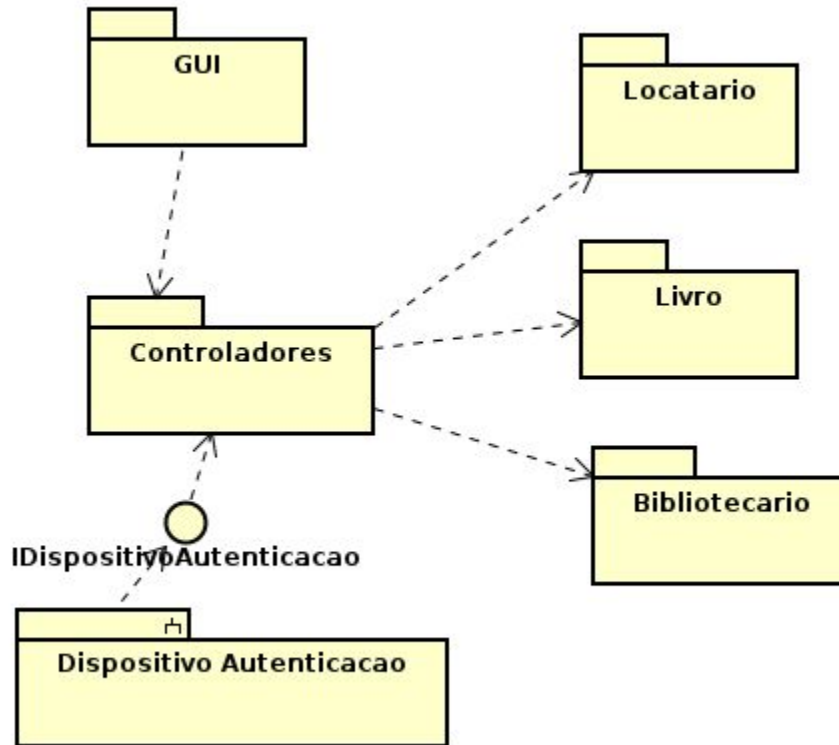 GUI
Locatario
Livro
Controladores
Bibliotecario
IDispositivoAutenticacao
Dispositivo Autenticacao